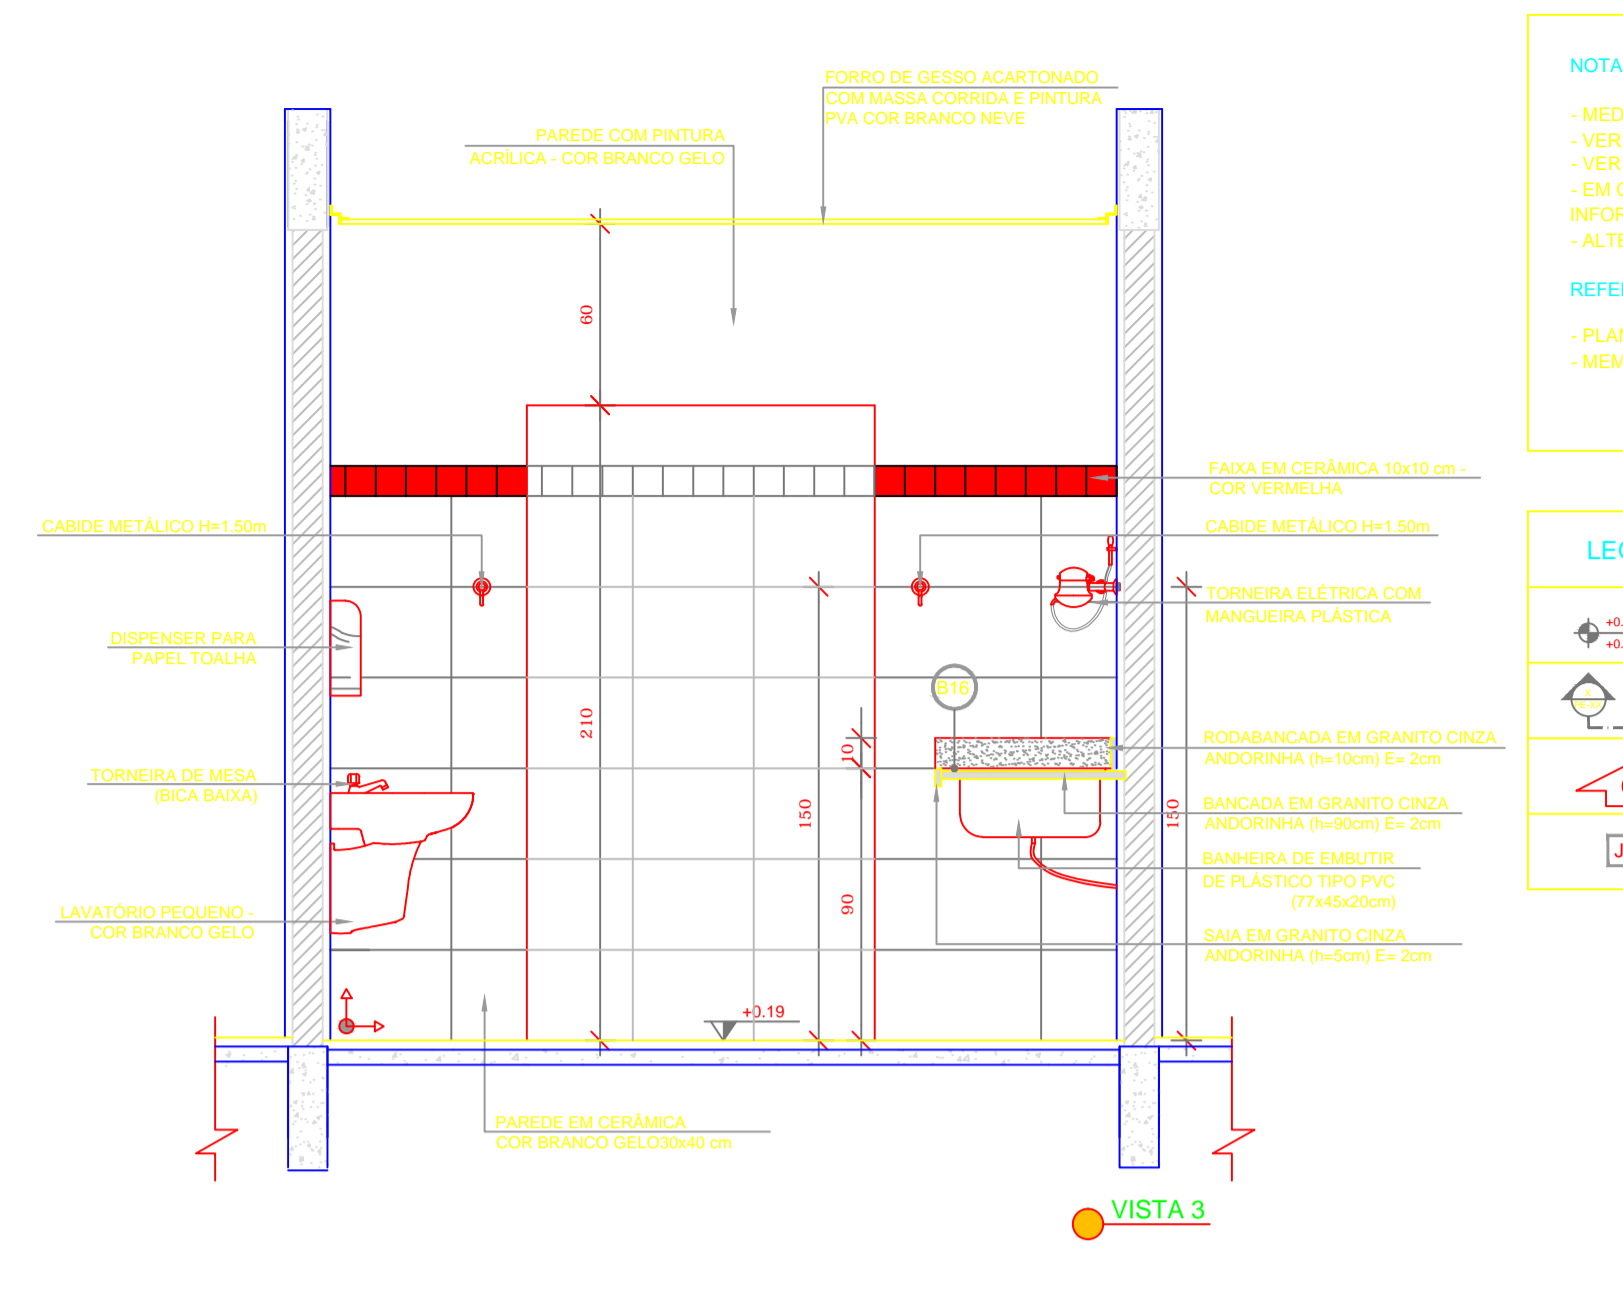 FORRO DE GESSO ACARTONADO
COM MASSA CORRIDA E PINTURA
PVA COR BRANCO NEVE
PAREDE COM PINTURA
ACRÍLICA - COR BRANCO GELO
60
FAIXA EM CERÂMICA 10x10 cm -
COR VERMELHA
CABIDE METÁLICO H=1.50m
CABIDE METÁLICO H=1.50m
TORNEIRA ELÉTRICA COM
MANGUEIRA PLÁSTICA
DISPENSER PARA
PAPEL TOALHA
B16
210
10
150
150
90
RODABANCADA EM GRANITO CINZA
ANDORINHA (h=10cm) E= 2cm
TORNEIRA DE MESA
(BICA BAIXA)
BANCADA EM GRANITO CINZA
ANDORINHA (h=90cm) E= 2cm
BANHEIRA DE EMBUTIR
DE PLÁSTICO TIPO PVC
(77x45x20cm)
LAVATÓRIO PEQUENO -
COR BRANCO GELO
SAIA EM GRANITO CINZA
ANDORINHA (h=5cm) E= 2cm
+0.19
PAREDE EM CERÂMICA
COR BRANCO GELO30x40 cm
VISTA 3
NOTA
- MED
- VER
- VER
- EM
INFOR
- ALTE
REFE
- PLAN
- MEM
LEG
+0.
+0.
X
PE-XX
J